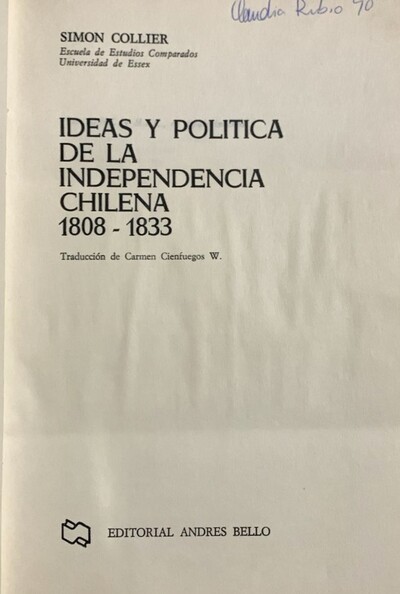 Claudia Rubio 90
SIMON COLLIER
Escuela de Estudios Comparados
Universidad de Essex
IDEAS Y POLITICA
DE LA
INDEPENDENCIA
CHILENA
1808 - 1833
Traducción de Carmen Cienfuegos W.
EDITORIAL ANDRES BELLO